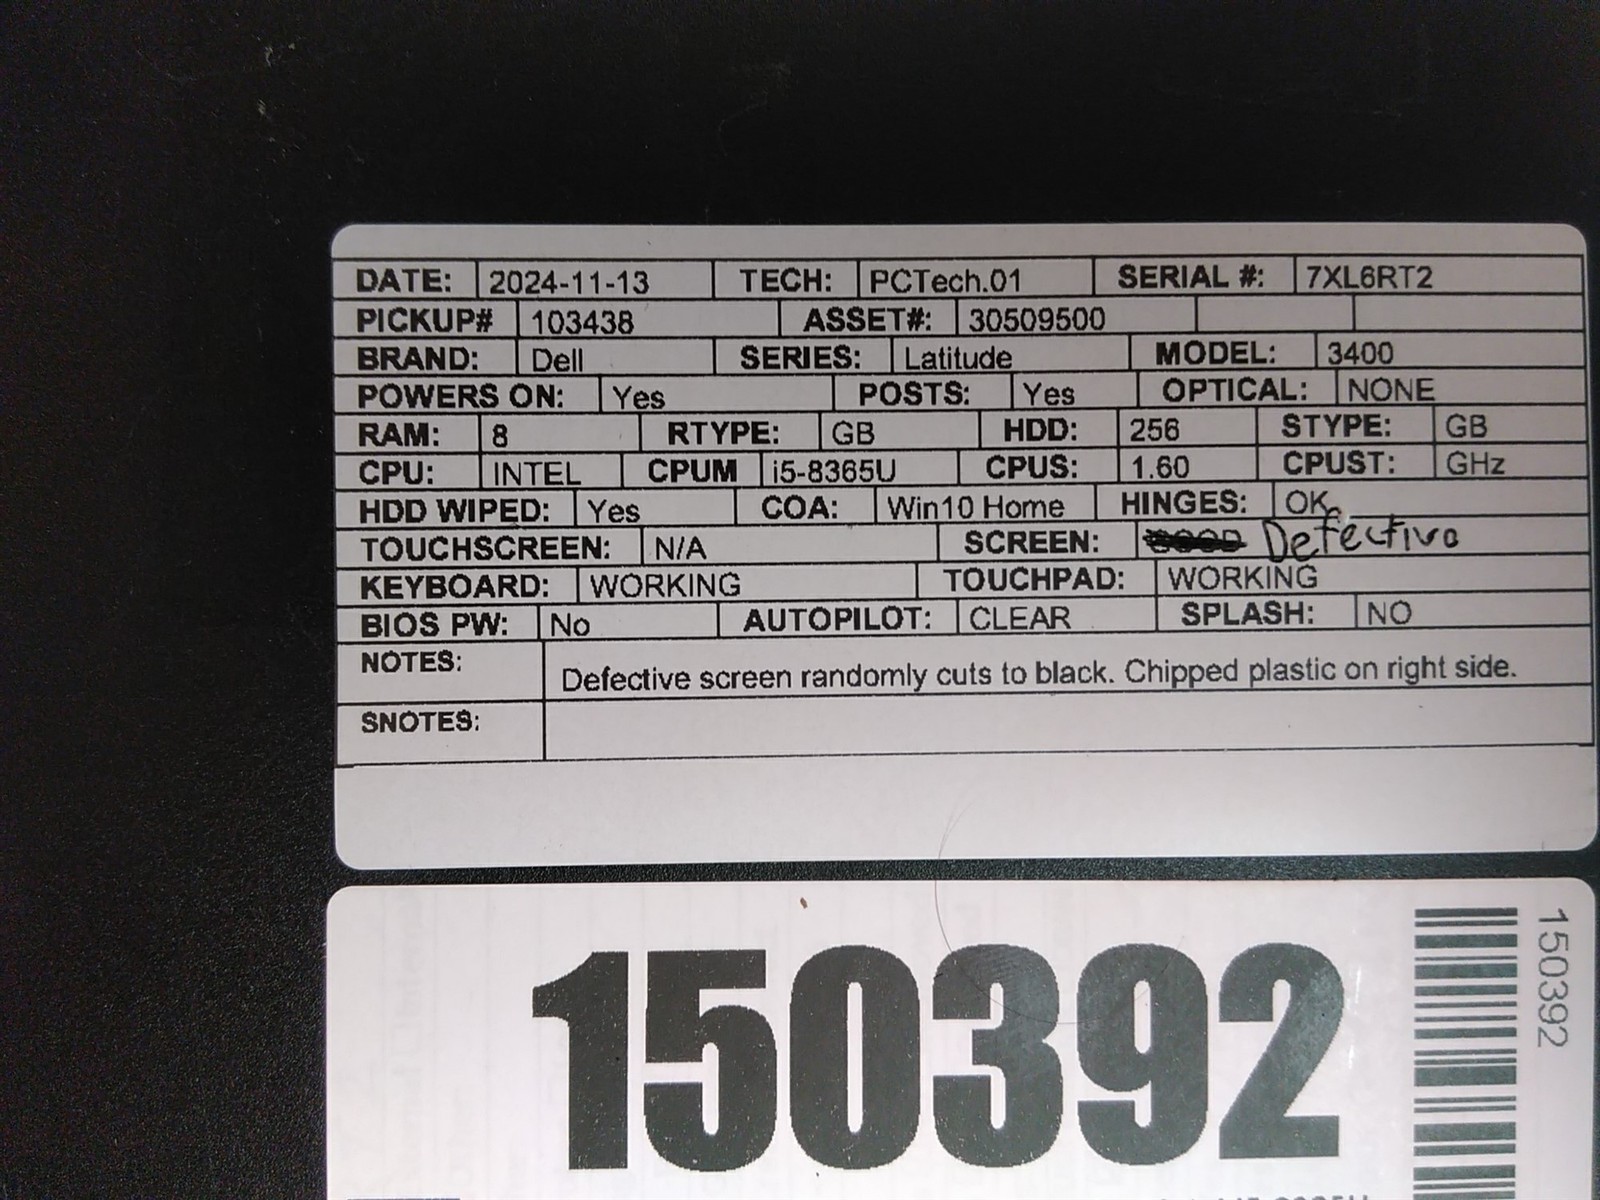 DATE: 2024-11-13 TECH: PCTech.01 SERIAL #: 7XL6RT2
PICKUP# 103438 ASSET#: 30509500
BRAND: Dell SERIES: Latitude MODEL: 3400
POWERS ON: Yes POSTS: Yes OPTICAL: NONE
RAM: 8 RTYPE: GB HDD: 256 STYPE: GB
CPU: INTEL CPUM i5-8365U CPUS: 1.60 CPUST: GHz
HDD WIPED: Yes COA: Win10 Home HINGES: OK
TOUCHSCREEN: N/A SCREEN: Defective
KEYBOARD: WORKING TOUCHPAD: WORKING
BIOS PW: No AUTOPILOT: CLEAR SPLASH: NO
NOTES: Defective screen randomly cuts to black. Chipped plastic on right side.
SNOTES:
150392
150392